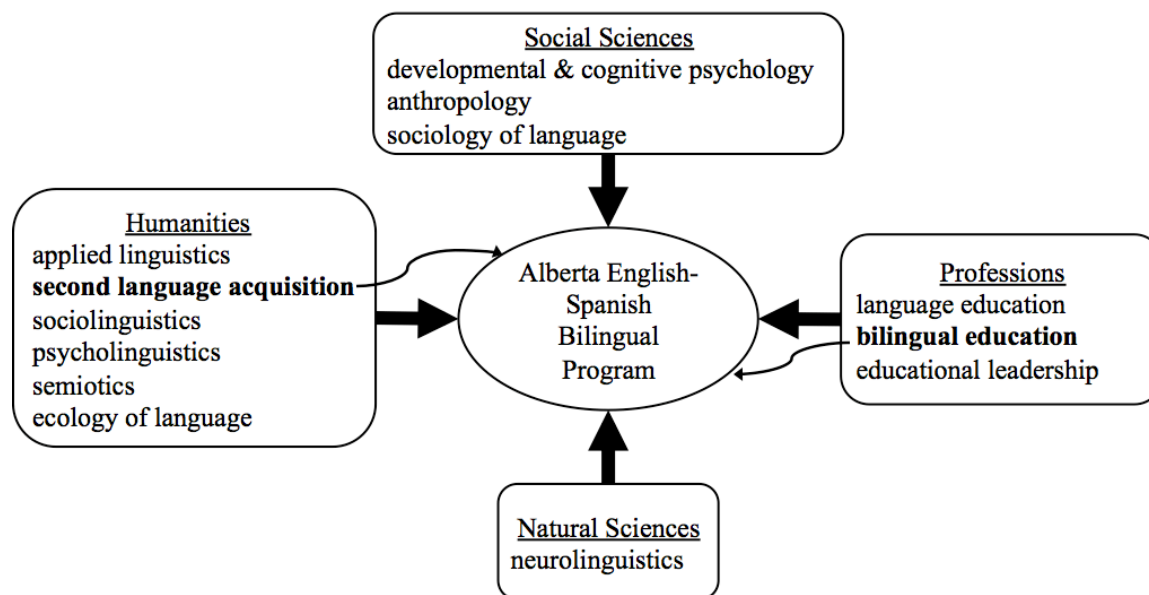 Social Sciences
developmental & cognitive psychology
anthropology
sociology of language
Humanities
applied linguistics
second language acquisition
sociolinguistics
psycholinguistics
semiotics
ecology of language
Alberta English-
Spanish
Bilingual
Program
Professions
language education
bilingual education
educational leadership
Natural Sciences
neurolinguistics